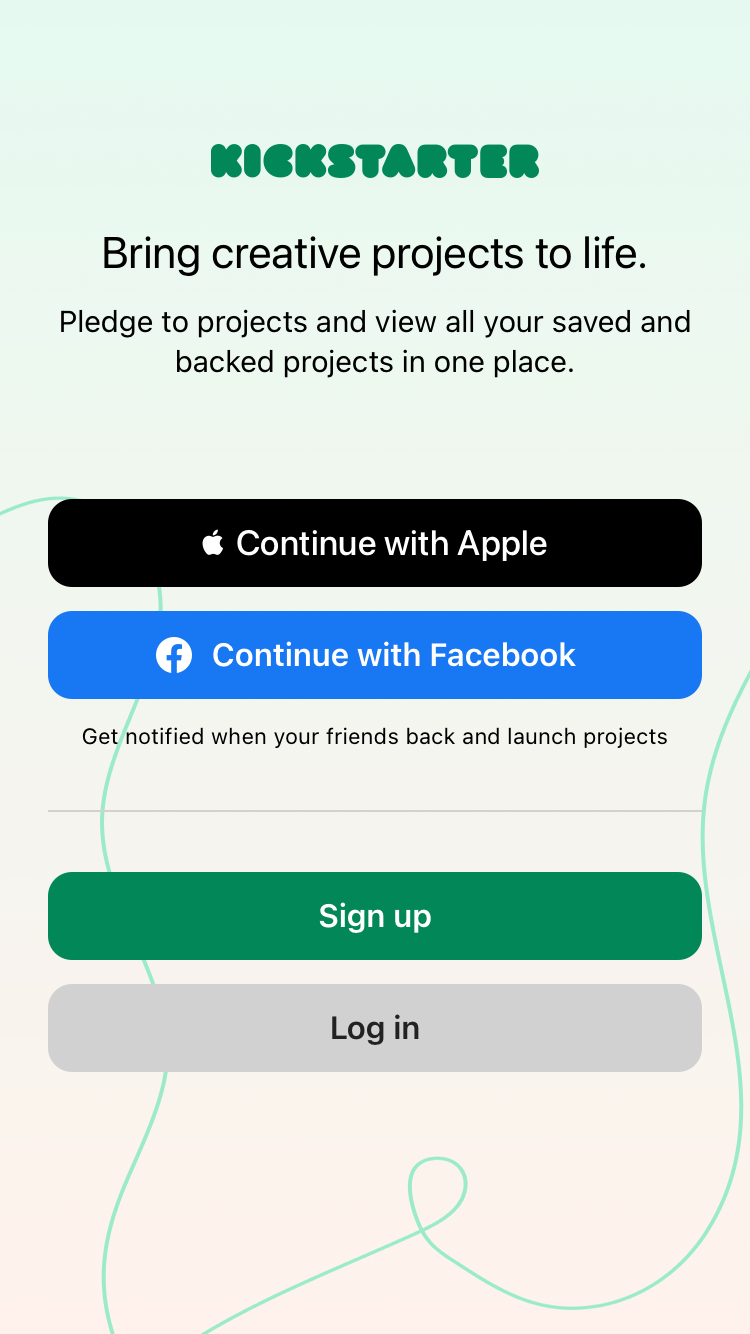 KICKSTARTER
Bring creative projects to life.
Pledge to projects and view all your saved and
backed projects in one place.
Continue with Apple
Continue with Facebook
Get notified when your friends back and launch projects
Sign up
Log in